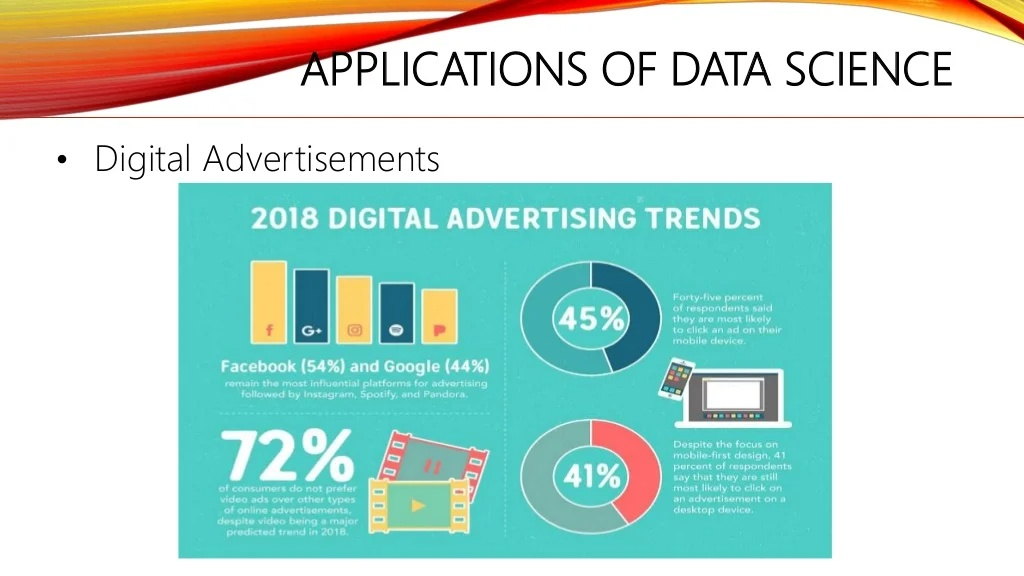 APPLICATIONS OF DATA SCIENCE
• Digital Advertisements
2018 DIGITAL ADVERTISING TRENDS
f
G+
P
Facebook (54%) and Google (44%)
remain the most influential platforms for advertising
followed by Instagram, Spotify, and Pandora.
72%
of consumers do not prefer
video ads over other types
of online advertisements,
despite video being a major
predicted trend in 2018.
45%
Forty-five percent
of respondents said
they are most likely
to click an ad on their
mobile device.
41%
Despite the focus on
mobile-first design, 41
percent of respondents
say that they are still
most likely to click on
an advertisement on a
desktop device.